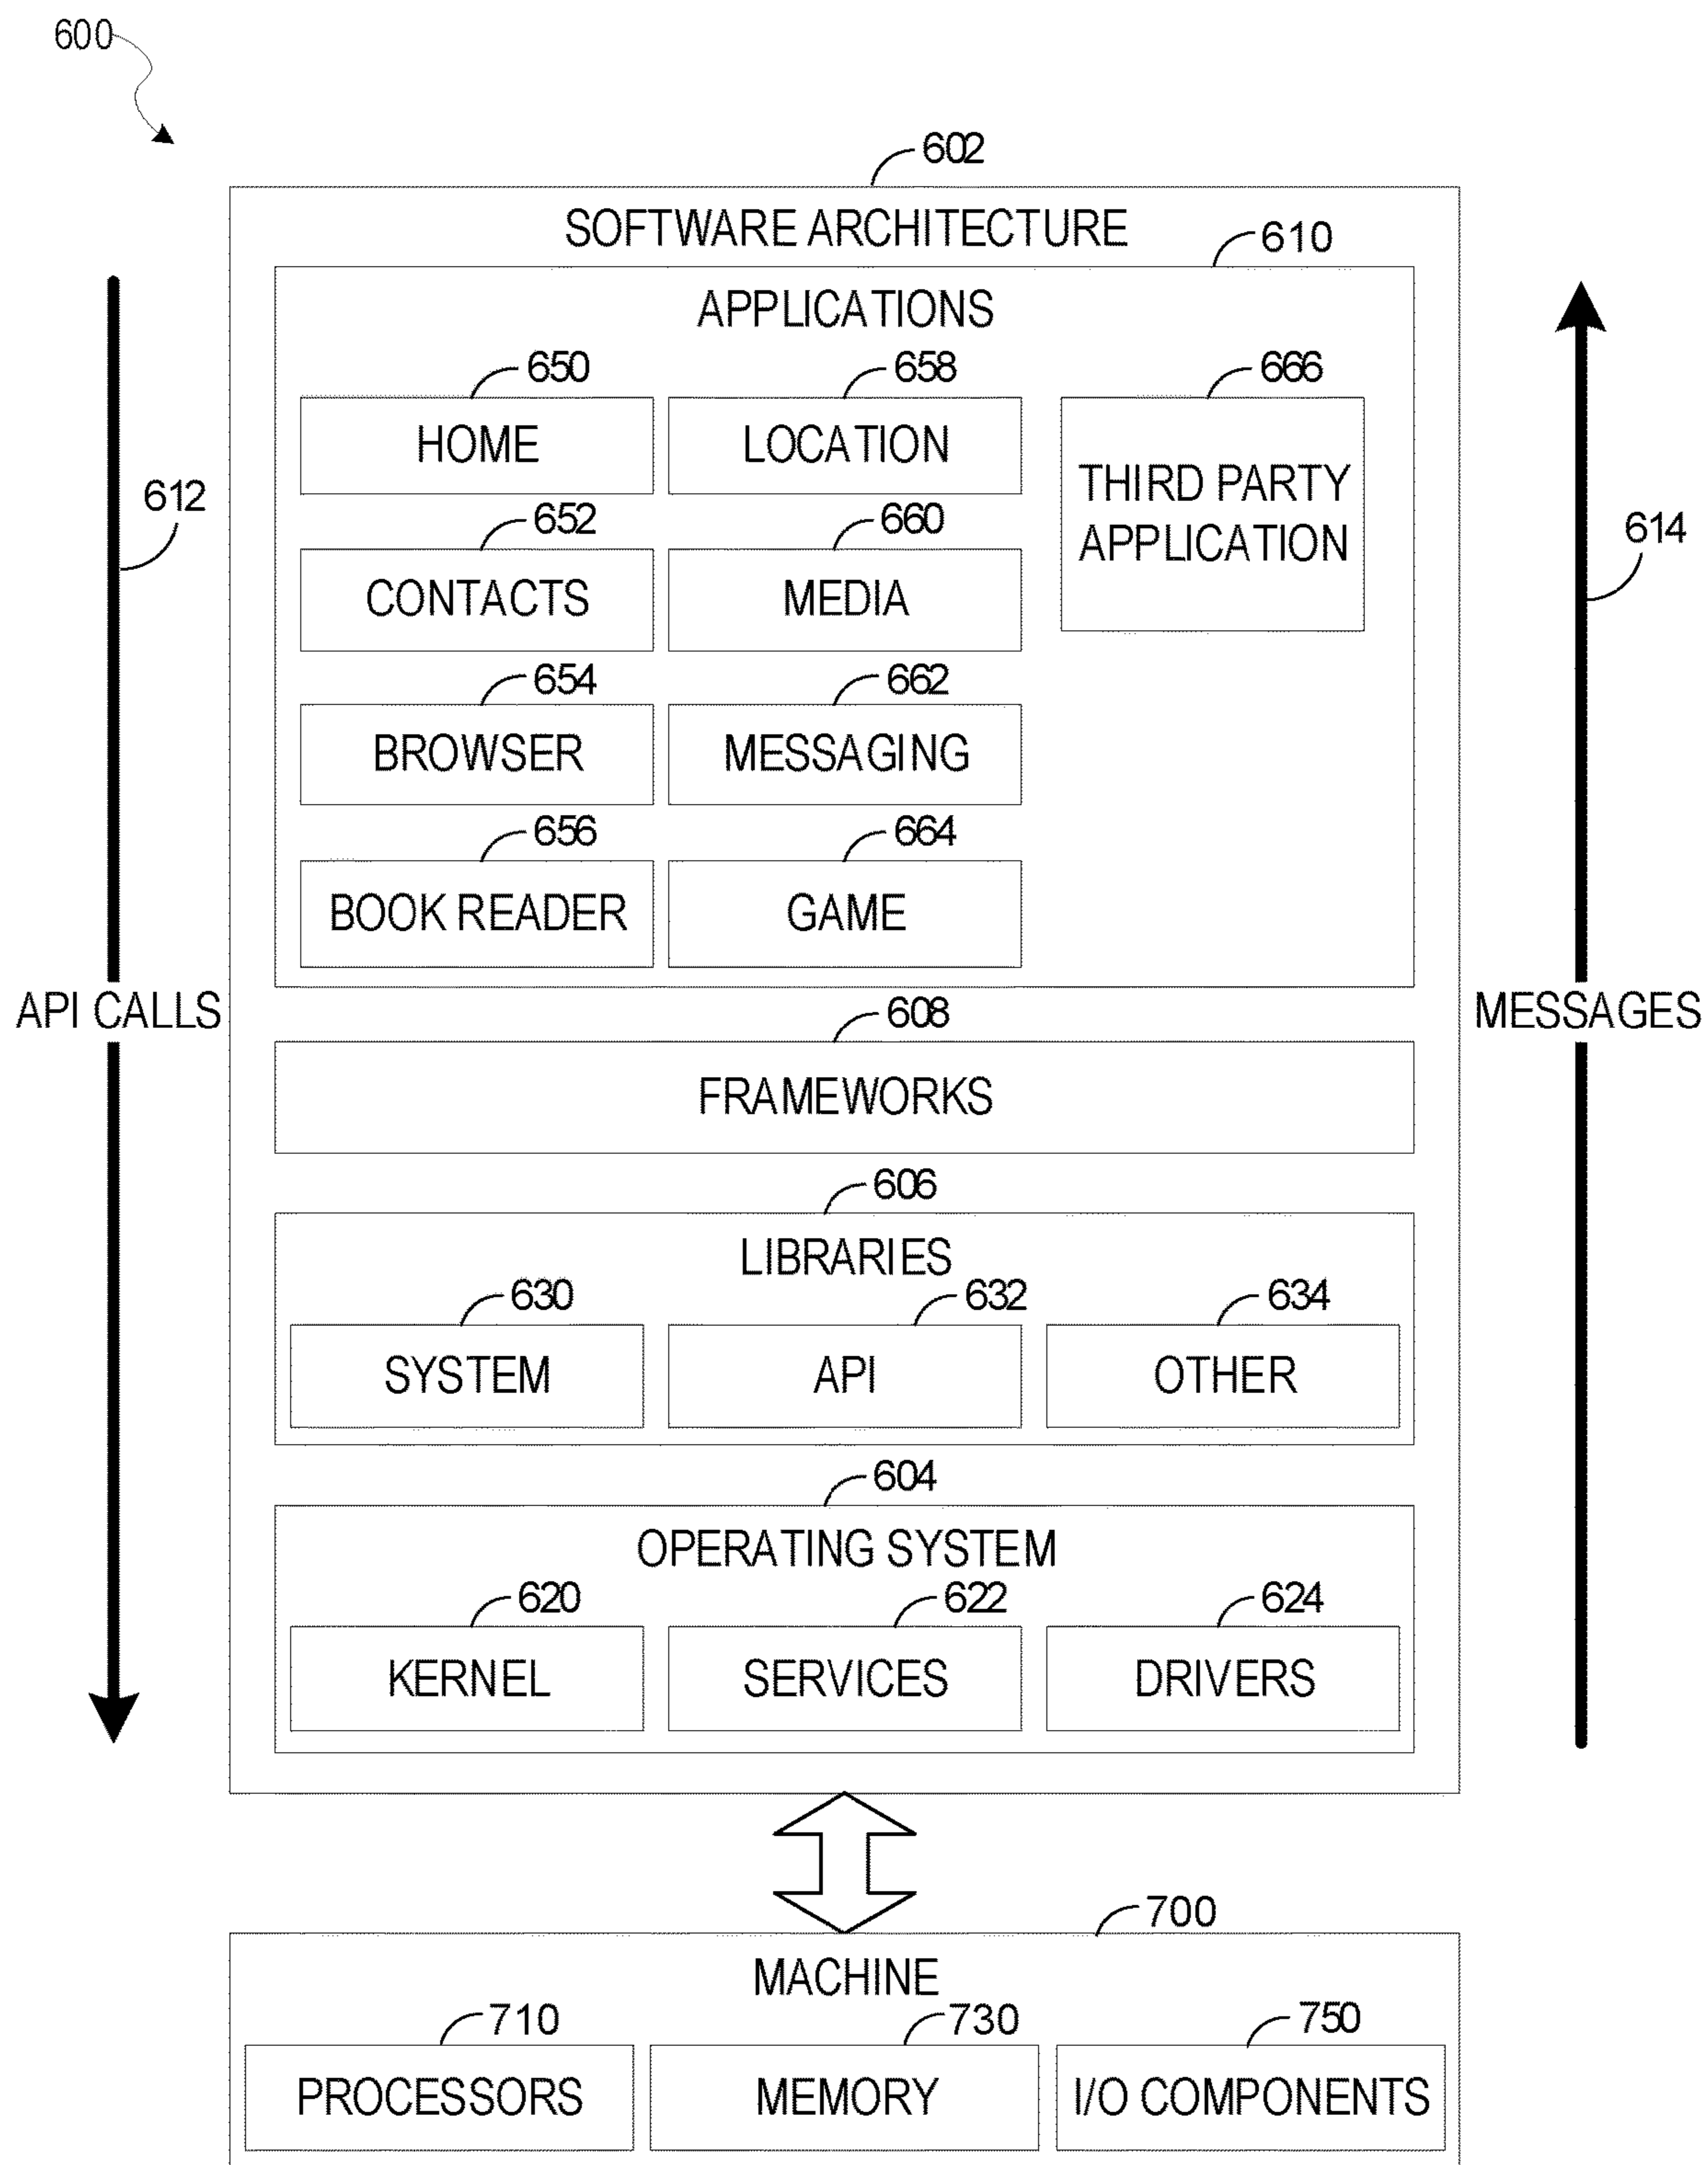 600
602
SOFTWARE ARCHITECTURE
610
APPLICATIONS
650 658 666
HOME LOCATION
THIRD PARTY
APPLICATION
612
614
652 660
CONTACTS MEDIA
654 662
BROWSER MESSAGING
656 664
BOOK READER GAME
API CALLS
MESSAGES
608
FRAMEWORKS
606
LIBRARIES
630 632 634
SYSTEM API OTHER
604
OPERATING SYSTEM
620 622 624
KERNEL SERVICES DRIVERS
700
MACHINE
710 730 750
PROCESSORS MEMORY I/O COMPONENTS